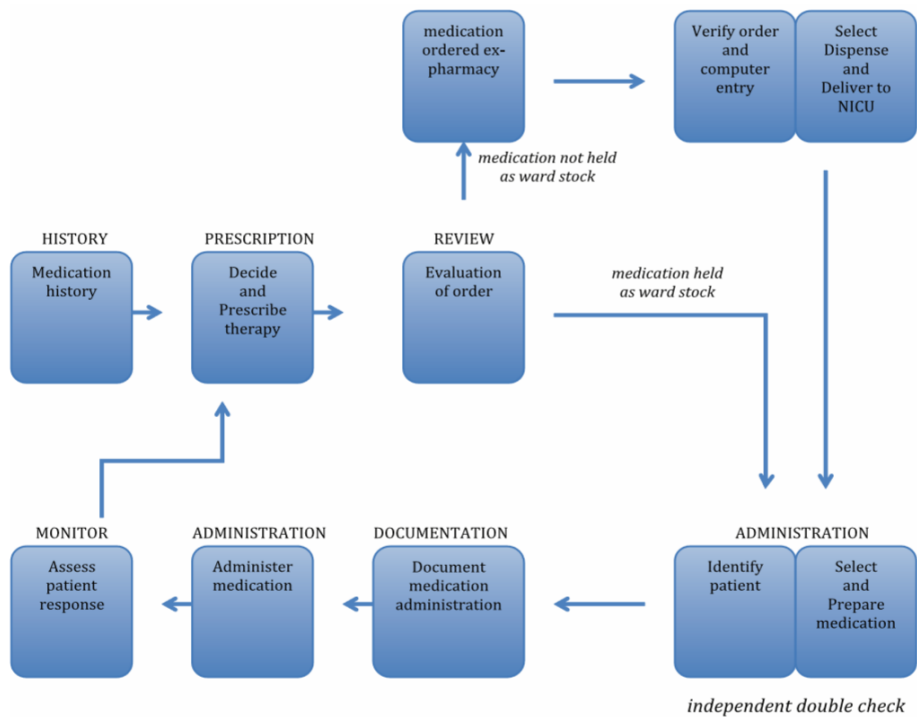 medication
ordered ex-
pharmacy
Verify order
and
computer
entry
Select
Dispense
and
Deliver to
NICU
medication not held
as ward stock
HISTORY
Medication
history
PRESCRIPTION
Decide
and
Prescribe
therapy
REVIEW
Evaluation
of order
medication held
as ward stock
MONITOR
Assess
patient
response
ADMINISTRATION
Administer
medication
DOCUMENTATION
Document
medication
administration
ADMINISTRATION
Identify
patient
Select
and
Prepare
medication
independent double check